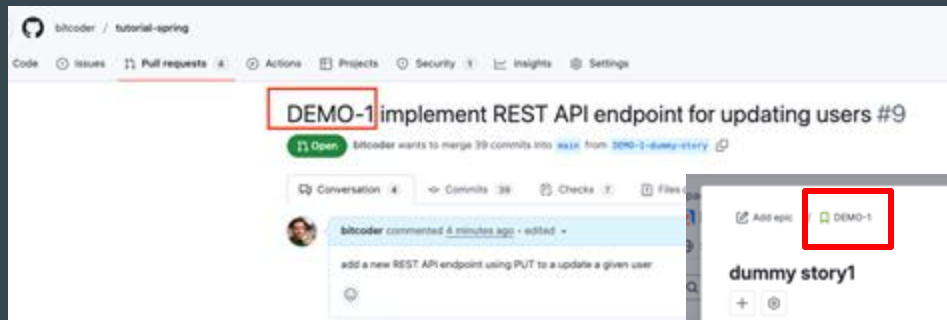 bitcoder / tutorial-spring
Code Issues Pull requests 4 Actions Projects Security 1 Insights Settings
DEMO-1 implement REST API endpoint for updating users #9
Open bitcoder wants to merge 39 commits into main from DEMO-1-dummy-story
Conversation 4 Commits 39 Checks 7 Files
bitcoder commented 4 minutes ago · edited
add a new REST API endpoint using PUT to a update a given user
Add epic / DEMO-1
dummy story1